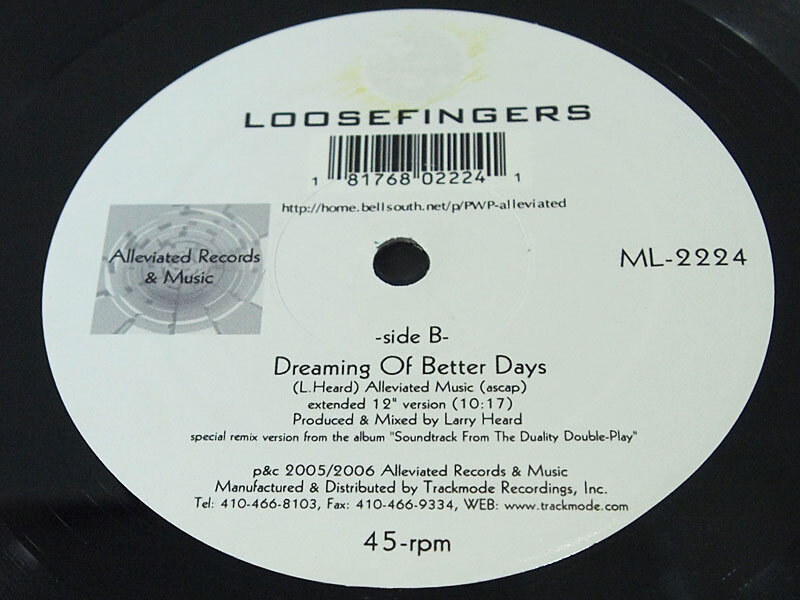 LOOSEFINGERS
1 81768 02224 1
http://home.bellsouth.net/p/PWP-alleviated
Alleviated Records
& Music
ML-2224
-side B-
Dreaming Of Better Days
(L.Heard) Alleviated Music (ascap)
extended 12" version (10:17)
Produced & Mixed by Larry Heard
special remix version from the album "Soundtrack From The Duality Double-Play"
p&c 2005/2006 Alleviated Records & Music
Manufactured & Distributed by Trackmode Recordings, Inc.
Tel: 410-466-8103, Fax: 410-466-9334, WEB: www.trackmode.com
45-rpm